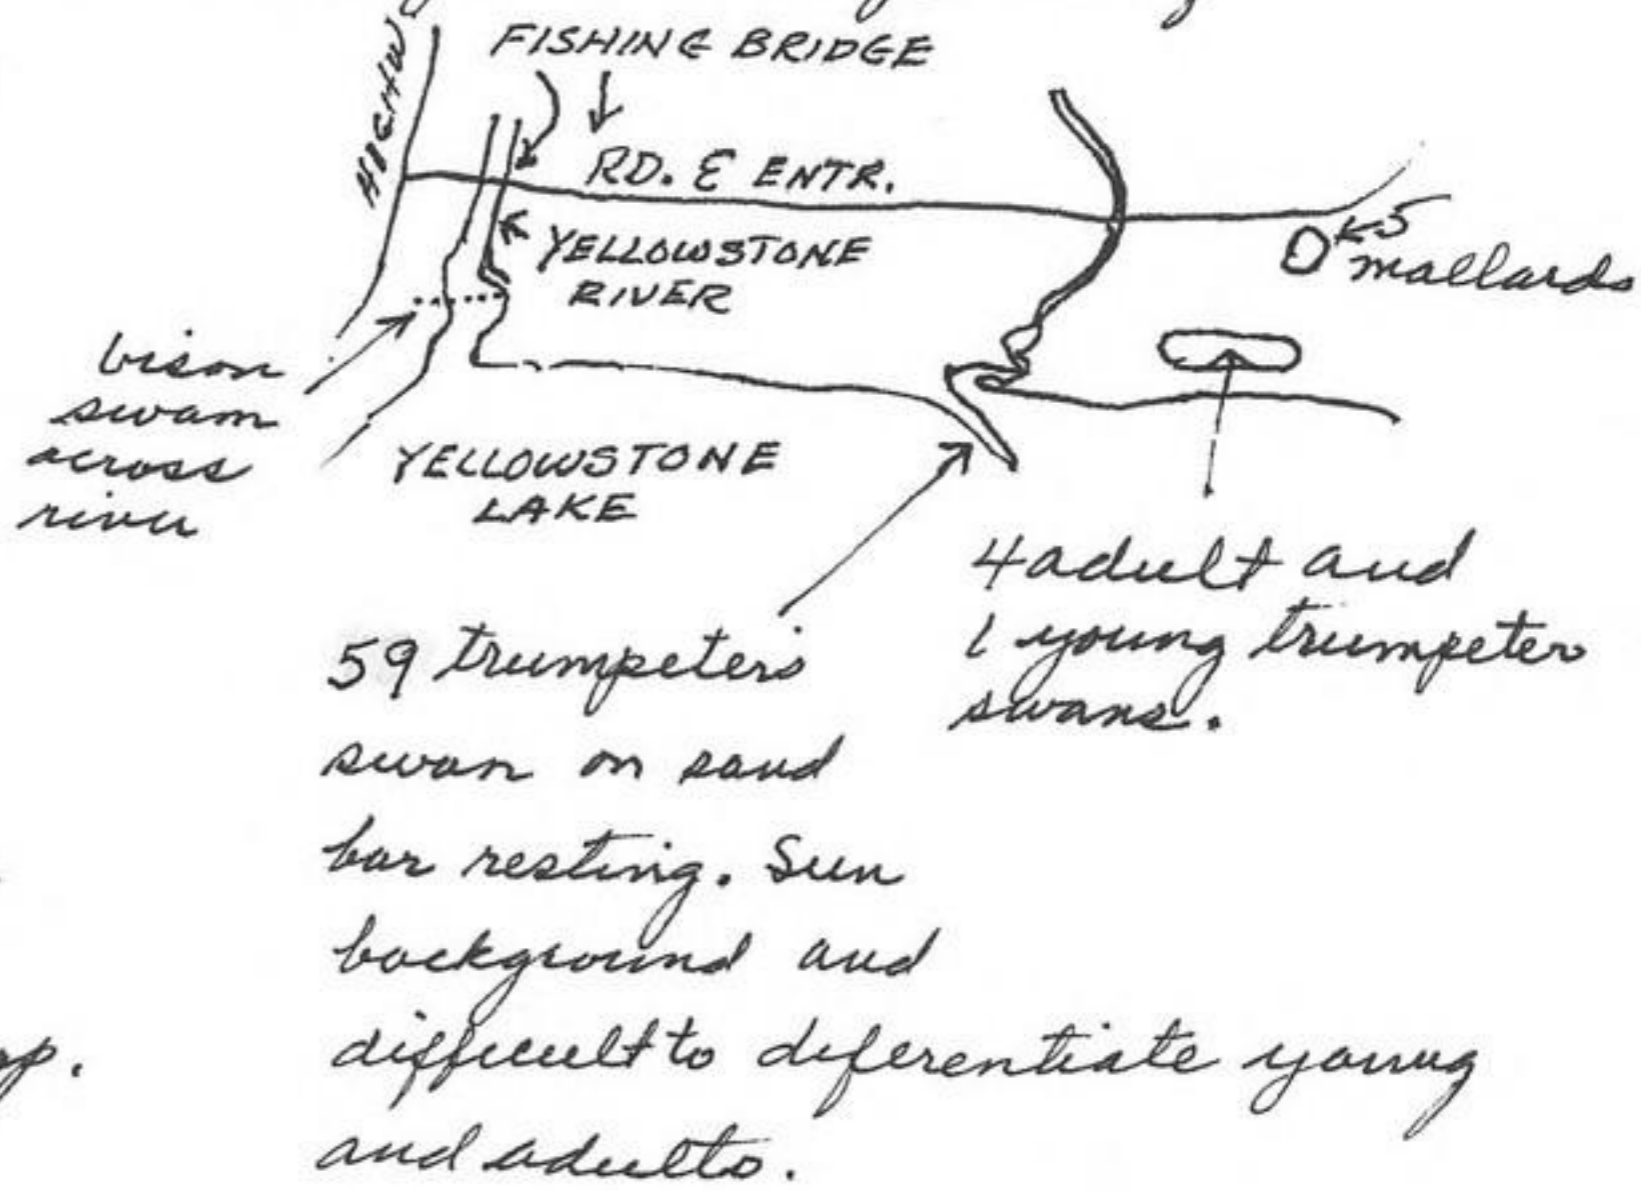 FISHING BRIDGE
RD. & ENTR.
YELLOWSTONE
RIVER
5
mallards
bison
swam
across
river
YELLOWSTONE
LAKE
4 adult and
1 young trumpeter
swans.
59 trumpeters
swan on sand
bar resting. Sun
background and
difficult to diferentiate young
and adults.